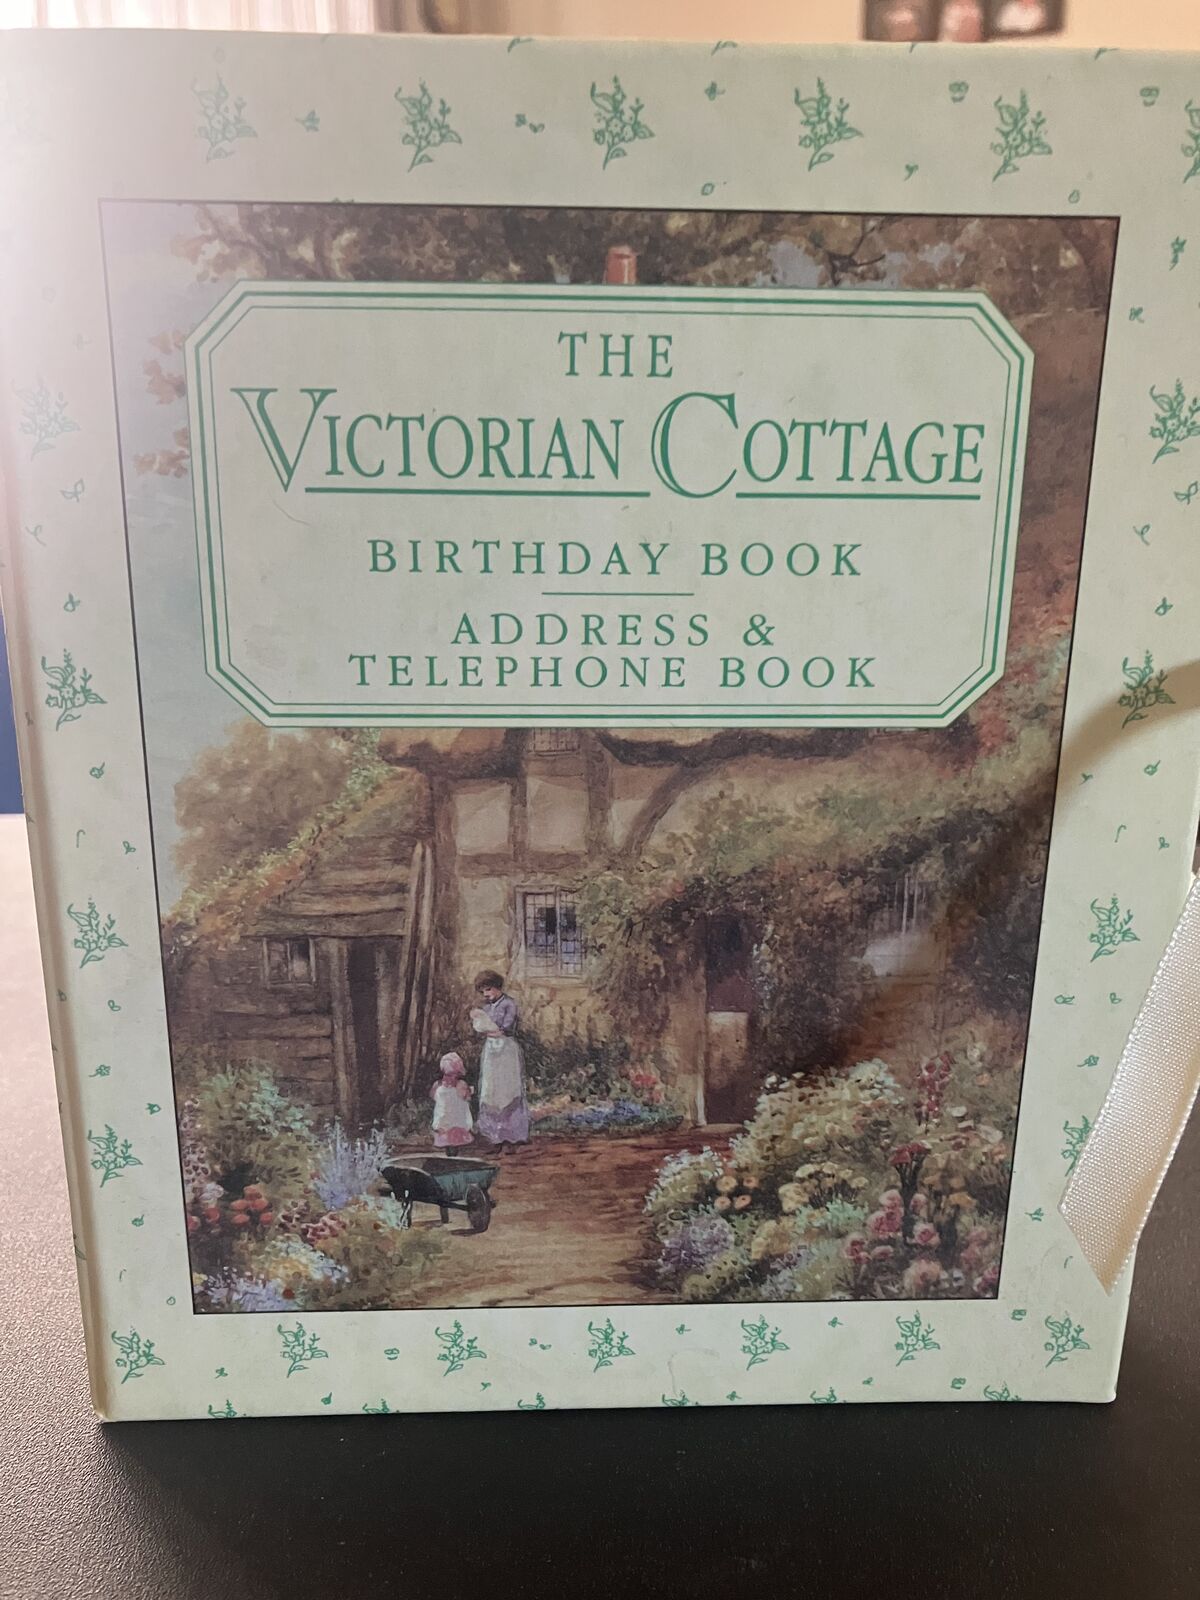 THE
VICTORIAN COTTAGE
BIRTHDAY BOOK
ADDRESS &
TELEPHONE BOOK